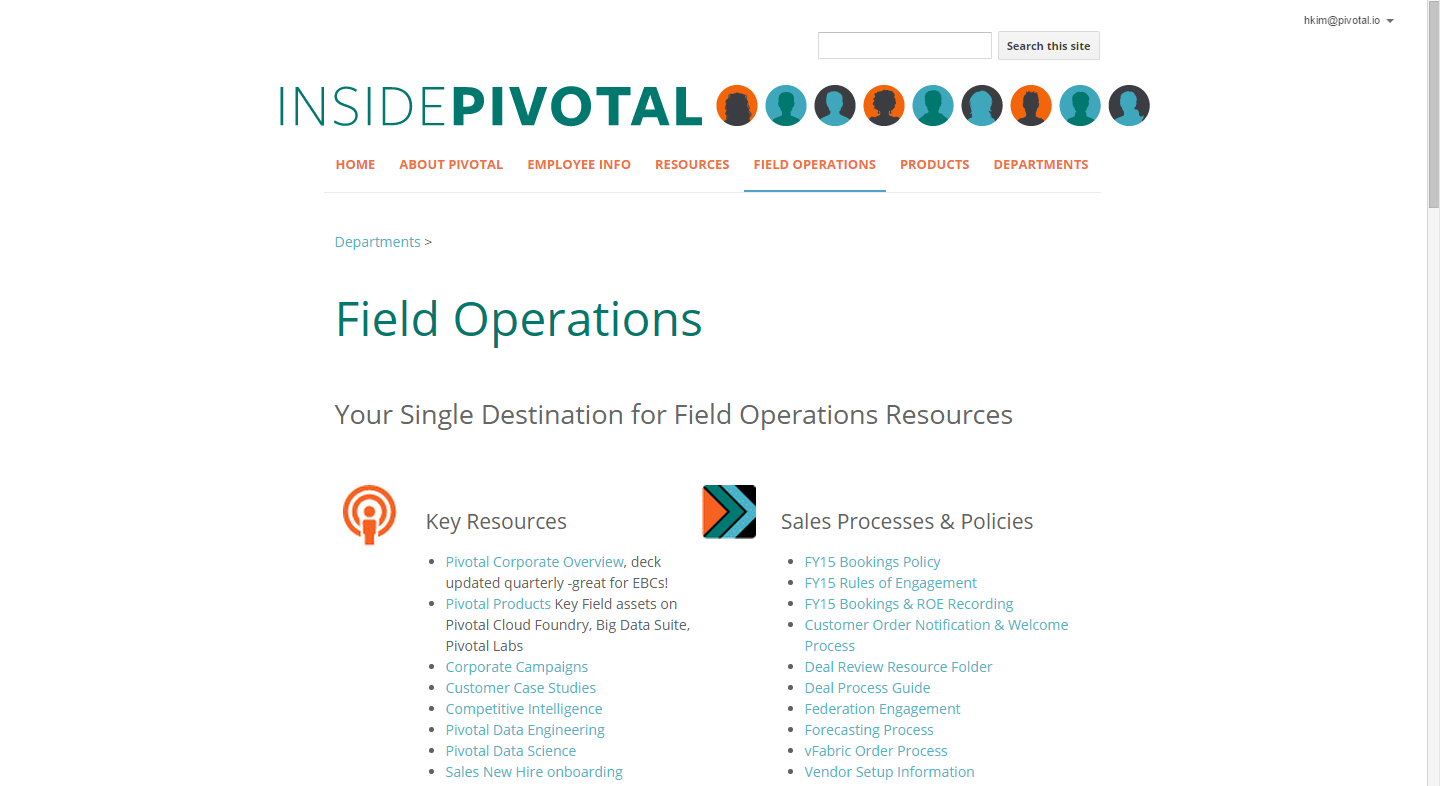 hkim@pivotal.io
Search this site
INSIDEPIVOTAL
HOME ABOUT PIVOTAL EMPLOYEE INFO RESOURCES FIELD OPERATIONS PRODUCTS DEPARTMENTS
Departments >
Field Operations
Your Single Destination for Field Operations Resources
Key Resources
Pivotal Corporate Overview, deck
updated quarterly -great for EBCs!
Pivotal Products Key Field assets on
Pivotal Cloud Foundry, Big Data Suite,
Pivotal Labs
Corporate Campaigns
Customer Case Studies
Competitive Intelligence
Pivotal Data Engineering
Pivotal Data Science
Sales New Hire onboarding
Sales Processes & Policies
FY15 Bookings Policy
FY15 Rules of Engagement
FY15 Bookings & ROE Recording
Customer Order Notification & Welcome
Process
Deal Review Resource Folder
Deal Process Guide
Federation Engagement
Forecasting Process
vFabric Order Process
Vendor Setup Information